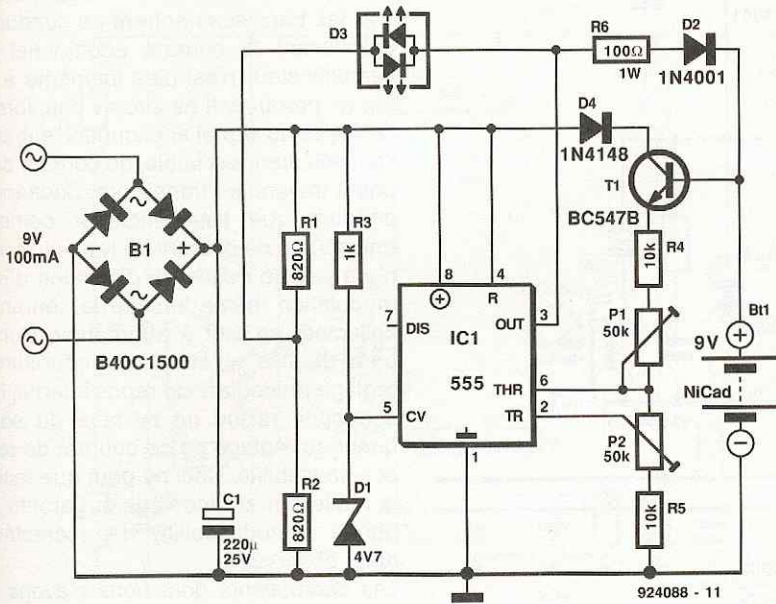 D3
R6
D2
100Ω
1W
1N4001
D4
1N4148
T1
BC547B
9V
100mA
B1
B40C1500
R1
820Ω
R3
1k
8
4
R
7
DIS
IC1
OUT
3
555
THR
6
5
CV
TR
2
1
R4
10k
P1
50k
P2
50k
R5
10k
Bt1
9V
NiCad
C1
220µ
25V
R2
820Ω
D1
4V7
924088 - 11